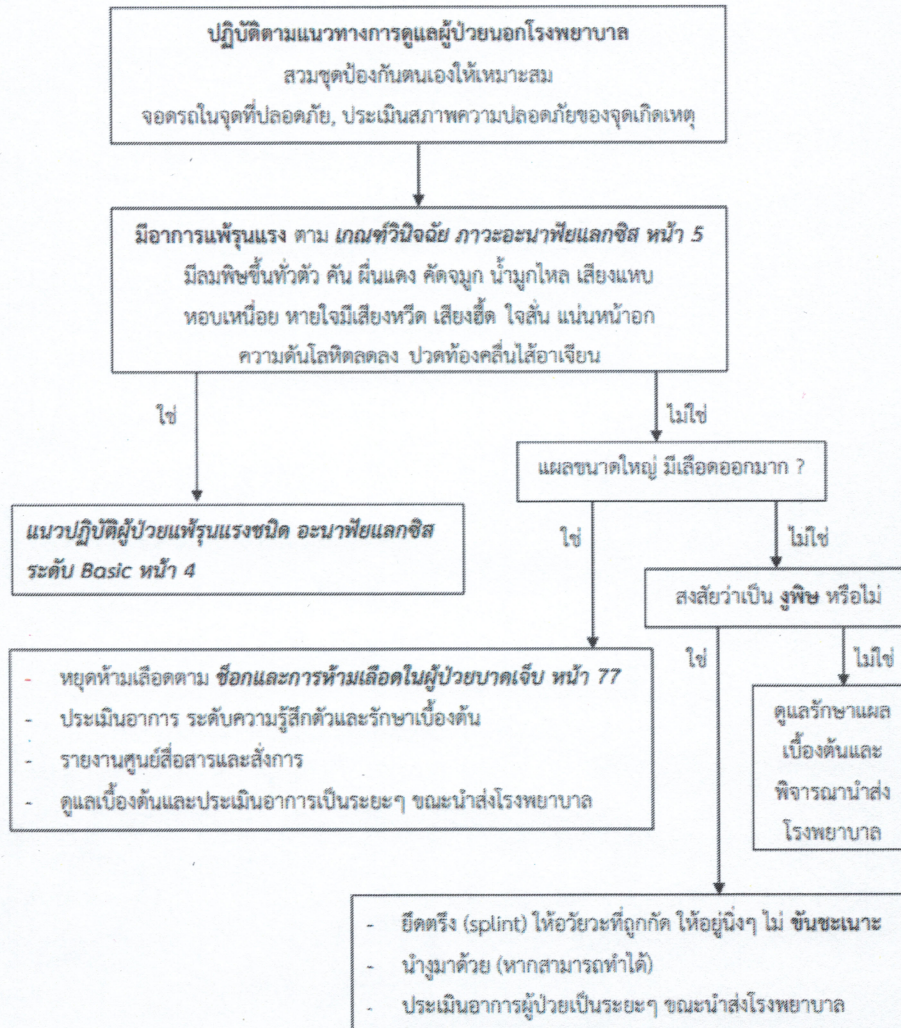 ปฏิบัติตามแนวทางการดูแลผู้ป่วยนอกโรงพยาบาล
สวมชุดป้องกันตนเองให้เหมาะสม
จอดรถในจุดที่ปลอดภัย, ประเมินสภาพความปลอดภัยของจุดเกิดเหตุ
มีอาการแพ้รุนแรง ตาม เกณฑ์วินิจฉัย ภาวะอะนาฟัยแลกซิส หน้า 5
มีลมพิษขึ้นทั่วตัว คัน ผื่นแดง คัดจมูก น้ำมูกไหล เสียงแหบ
หอบเหนื่อย หายใจมีเสียงหวีด เสียงฮื้ด ใจสั่น แน่นหน้าอก
ความดันโลหิตลดลง ปวดท้องคลื่นไส้อาเจียน
ใช่
ไม่ใช่
แผลขนาดใหญ่ มีเลือดออกมาก ?
แนวปฏิบัติผู้ป่วยแพ้รุนแรงชนิด อะนาฟัยแลกซิส
ระดับ Basic หน้า 4
ใช่
ไม่ใช่
สงสัยว่าเป็น งูพิษ หรือไม่
- หยุดห้ามเลือดตาม ช็อกและการห้ามเลือดในผู้ป่วยบาดเจ็บ หน้า 77
- ประเมินอาการ ระดับความรู้สึกตัวและรักษาเบื้องต้น
- รายงานศูนย์สื่อสารและสั่งการ
- ดูแลเบื้องต้นและประเมินอาการเป็นระยะๆ ขณะนำส่งโรงพยาบาล
ใช่
ไม่ใช่
ดูแลรักษาแผล
เบื้องต้นและ
พิจารณานำส่ง
โรงพยาบาล
- ยึดตรึง (splint) ให้อวัยวะที่ถูกกัด ให้อยู่นิ่งๆ ไม่ ขันชะเนาะ
- นำงูมาด้วย (หากสามารถทำได้)
- ประเมินอาการผู้ป่วยเป็นระยะๆ ขณะนำส่งโรงพยาบาล